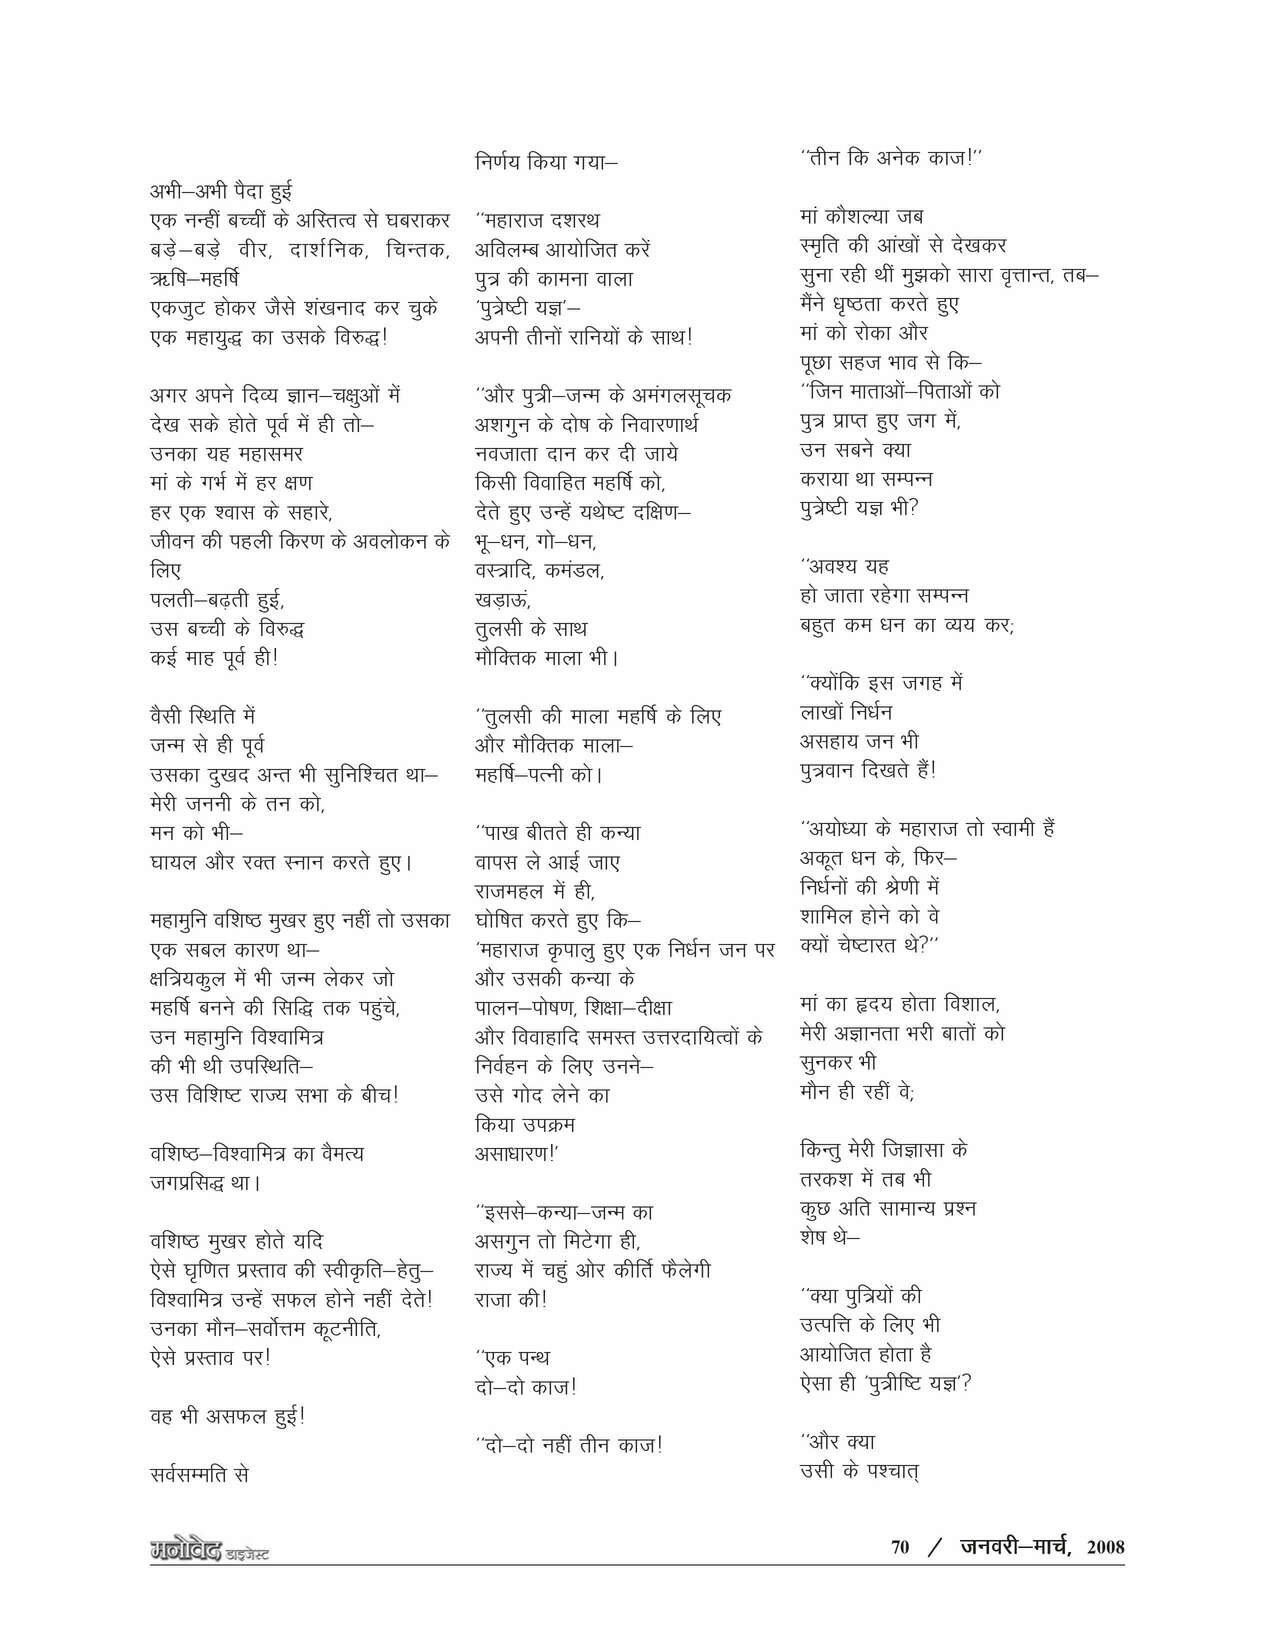 अभी–अभी पैदा हुई
एक नन्हीं बच्चीं के अस्तित्व से घबराकर
बड़े–बड़े वीर, दार्शनिक, चिन्तक,
ऋषि–महर्षि
एकजुट होकर जैसे शंखनाद कर चुके
एक महायुद्ध का उसके विरुद्ध!
अगर अपने दिव्य ज्ञान–चक्षुओं में
देख सके होते पूर्व में ही तो–
उनका यह महासमर
मां के गर्भ में हर क्षण
हर एक श्वास के सहारे,
जीवन की पहली किरण के अवलोकन के
लिए
पलती–बढ़ती हुई,
उस बच्ची के विरुद्ध
कई माह पूर्व ही!
वैसी स्थिति में
जन्म से ही पूर्व
उसका दुखद अन्त भी सुनिश्चित था–
मेरी जननी के तन को,
मन को भी–
घायल और रक्त स्नान करते हुए।
महामुनि वशिष्ठ मुखर हुए नहीं तो उसका
एक सबल कारण था–
क्षत्रियकुल में भी जन्म लेकर जो
महर्षि बनने की सिद्धि तक पहुंचे,
उन महामुनि विश्वामित्र
की भी थी उपस्थिति–
उस विशिष्ट राज्य सभा के बीच!
वशिष्ठ–विश्वामित्र का वैमत्य
जगप्रसिद्ध था।
वशिष्ठ मुखर होते यदि
ऐसे घृणित प्रस्ताव की स्वीकृति–हेतु–
विश्वामित्र उन्हें सफल होने नहीं देते!
उनका मौन–सर्वोत्तम कूटनीति,
ऐसे प्रस्ताव पर!
वह भी असफल हुई!
सर्वसम्मति से
निर्णय किया गया–
‘‘महाराज दशरथ
अविलम्ब आयोजित करें
पुत्र की कामना वाला
‘पुत्रेष्टी यज्ञ’–
अपनी तीनों रानियों के साथ!
‘‘और पुत्री–जन्म के अमंगलसूचक
अशगुन के दोष के निवारणार्थ
नवजाता दान कर दी जाये
किसी विवाहित महर्षि को,
देते हुए उन्हें यथेष्ट दक्षिण–
भू–धन, गो–धन,
वस्त्रादि, कमंडल,
खड़ाऊं,
तुलसी के साथ
मौक्तिक माला भी।
‘‘तुलसी की माला महर्षि के लिए
और मौक्तिक माला–
महर्षि–पत्नी को।
‘‘पाख बीतते ही कन्या
वापस ले आई जाए
राजमहल में ही,
घोषित करते हुए कि–
‘महाराज कृपालु हुए एक निर्धन जन पर
और उसकी कन्या के
पालन–पोषण, शिक्षा–दीक्षा
और विवाहादि समस्त उत्तरदायित्वों के
निर्वहन के लिए उनने–
उसे गोद लेने का
किया उपक्रम
असाधारण!’
‘‘इससे–कन्या–जन्म का
असगुन तो मिटेगा ही,
राज्य में चहुं ओर कीर्ति फैलेगी
राजा की!
‘‘एक पन्थ
दो–दो काज!
‘‘दो–दो नहीं तीन काज!
‘‘तीन कि अनेक काज!’’
मां कौशल्या जब
स्मृति की आंखों से देखकर
सुना रही थीं मुझको सारा वृत्तान्त, तब–
मैंने धृष्ठता करते हुए
मां को रोका और
पूछा सहज भाव से कि–
‘‘जिन माताओं–पिताओं को
पुत्र प्राप्त हुए जग में,
उन सबने क्या
कराया था सम्पन्न
पुत्रेष्टी यज्ञ भी?
‘‘अवश्य यह
हो जाता रहेगा सम्पन्न
बहुत कम धन का व्यय कर;
‘‘क्योंकि इस जगह में
लाखों निर्धन
असहाय जन भी
पुत्रवान दिखते हैं!
‘‘अयोध्या के महाराज तो स्वामी हैं
अकूत धन के, फिर–
निर्धनों की श्रेणी में
शामिल होने को वे
क्यों चेष्टारत थे?’’
मां का हृदय होता विशाल,
मेरी अज्ञानता भरी बातों को
सुनकर भी
मौन ही रहीं वे;
किन्तु मेरी जिज्ञासा के
तरकश में तब भी
कुछ अति सामान्य प्रश्न
शेष थे–
‘‘क्या पुत्रियों की
उत्पत्ति के लिए भी
आयोजित होता है
ऐसा ही ‘पुत्रीष्टि यज्ञ’?
‘‘और क्या
उसी के पश्चात्
मनोवेद डाइजेस्ट
70 / जनवरी–मार्च, 2008